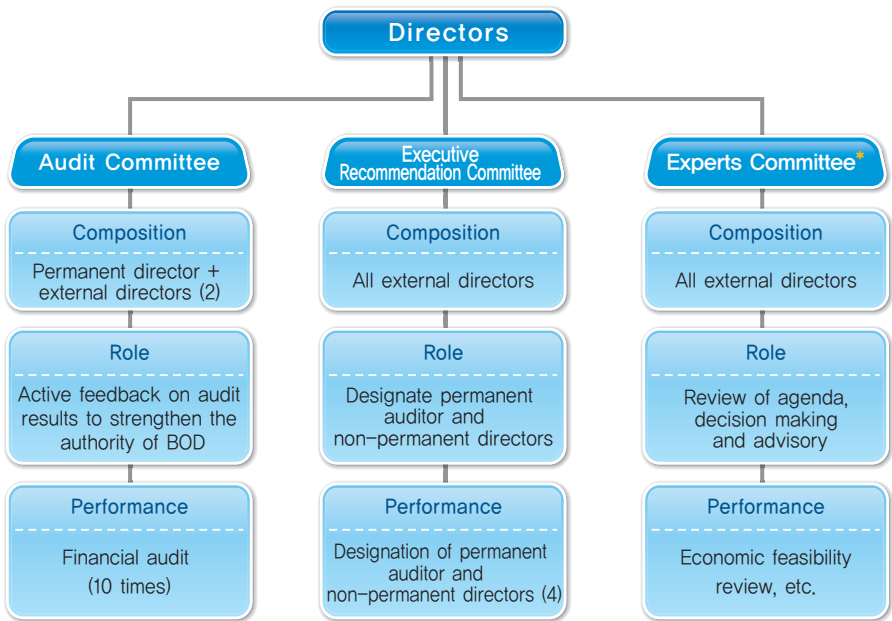 Directors
Audit Committee
Composition
Permanent director +
external directors (2)
Role
Active feedback on audit
results to strengthen the
authority of BOD
Performance
Financial audit
(10 times)
Executive
Recommendation Committee
Composition
All external directors
Role
Designate permanent
auditor and
non-permanent directors
Performance
Designation of permanent
auditor and
non-permanent directors (4)
Experts Committee*
Composition
All external directors
Role
Review of agenda,
decision making
and advisory
Performance
Economic feasibility
review, etc.